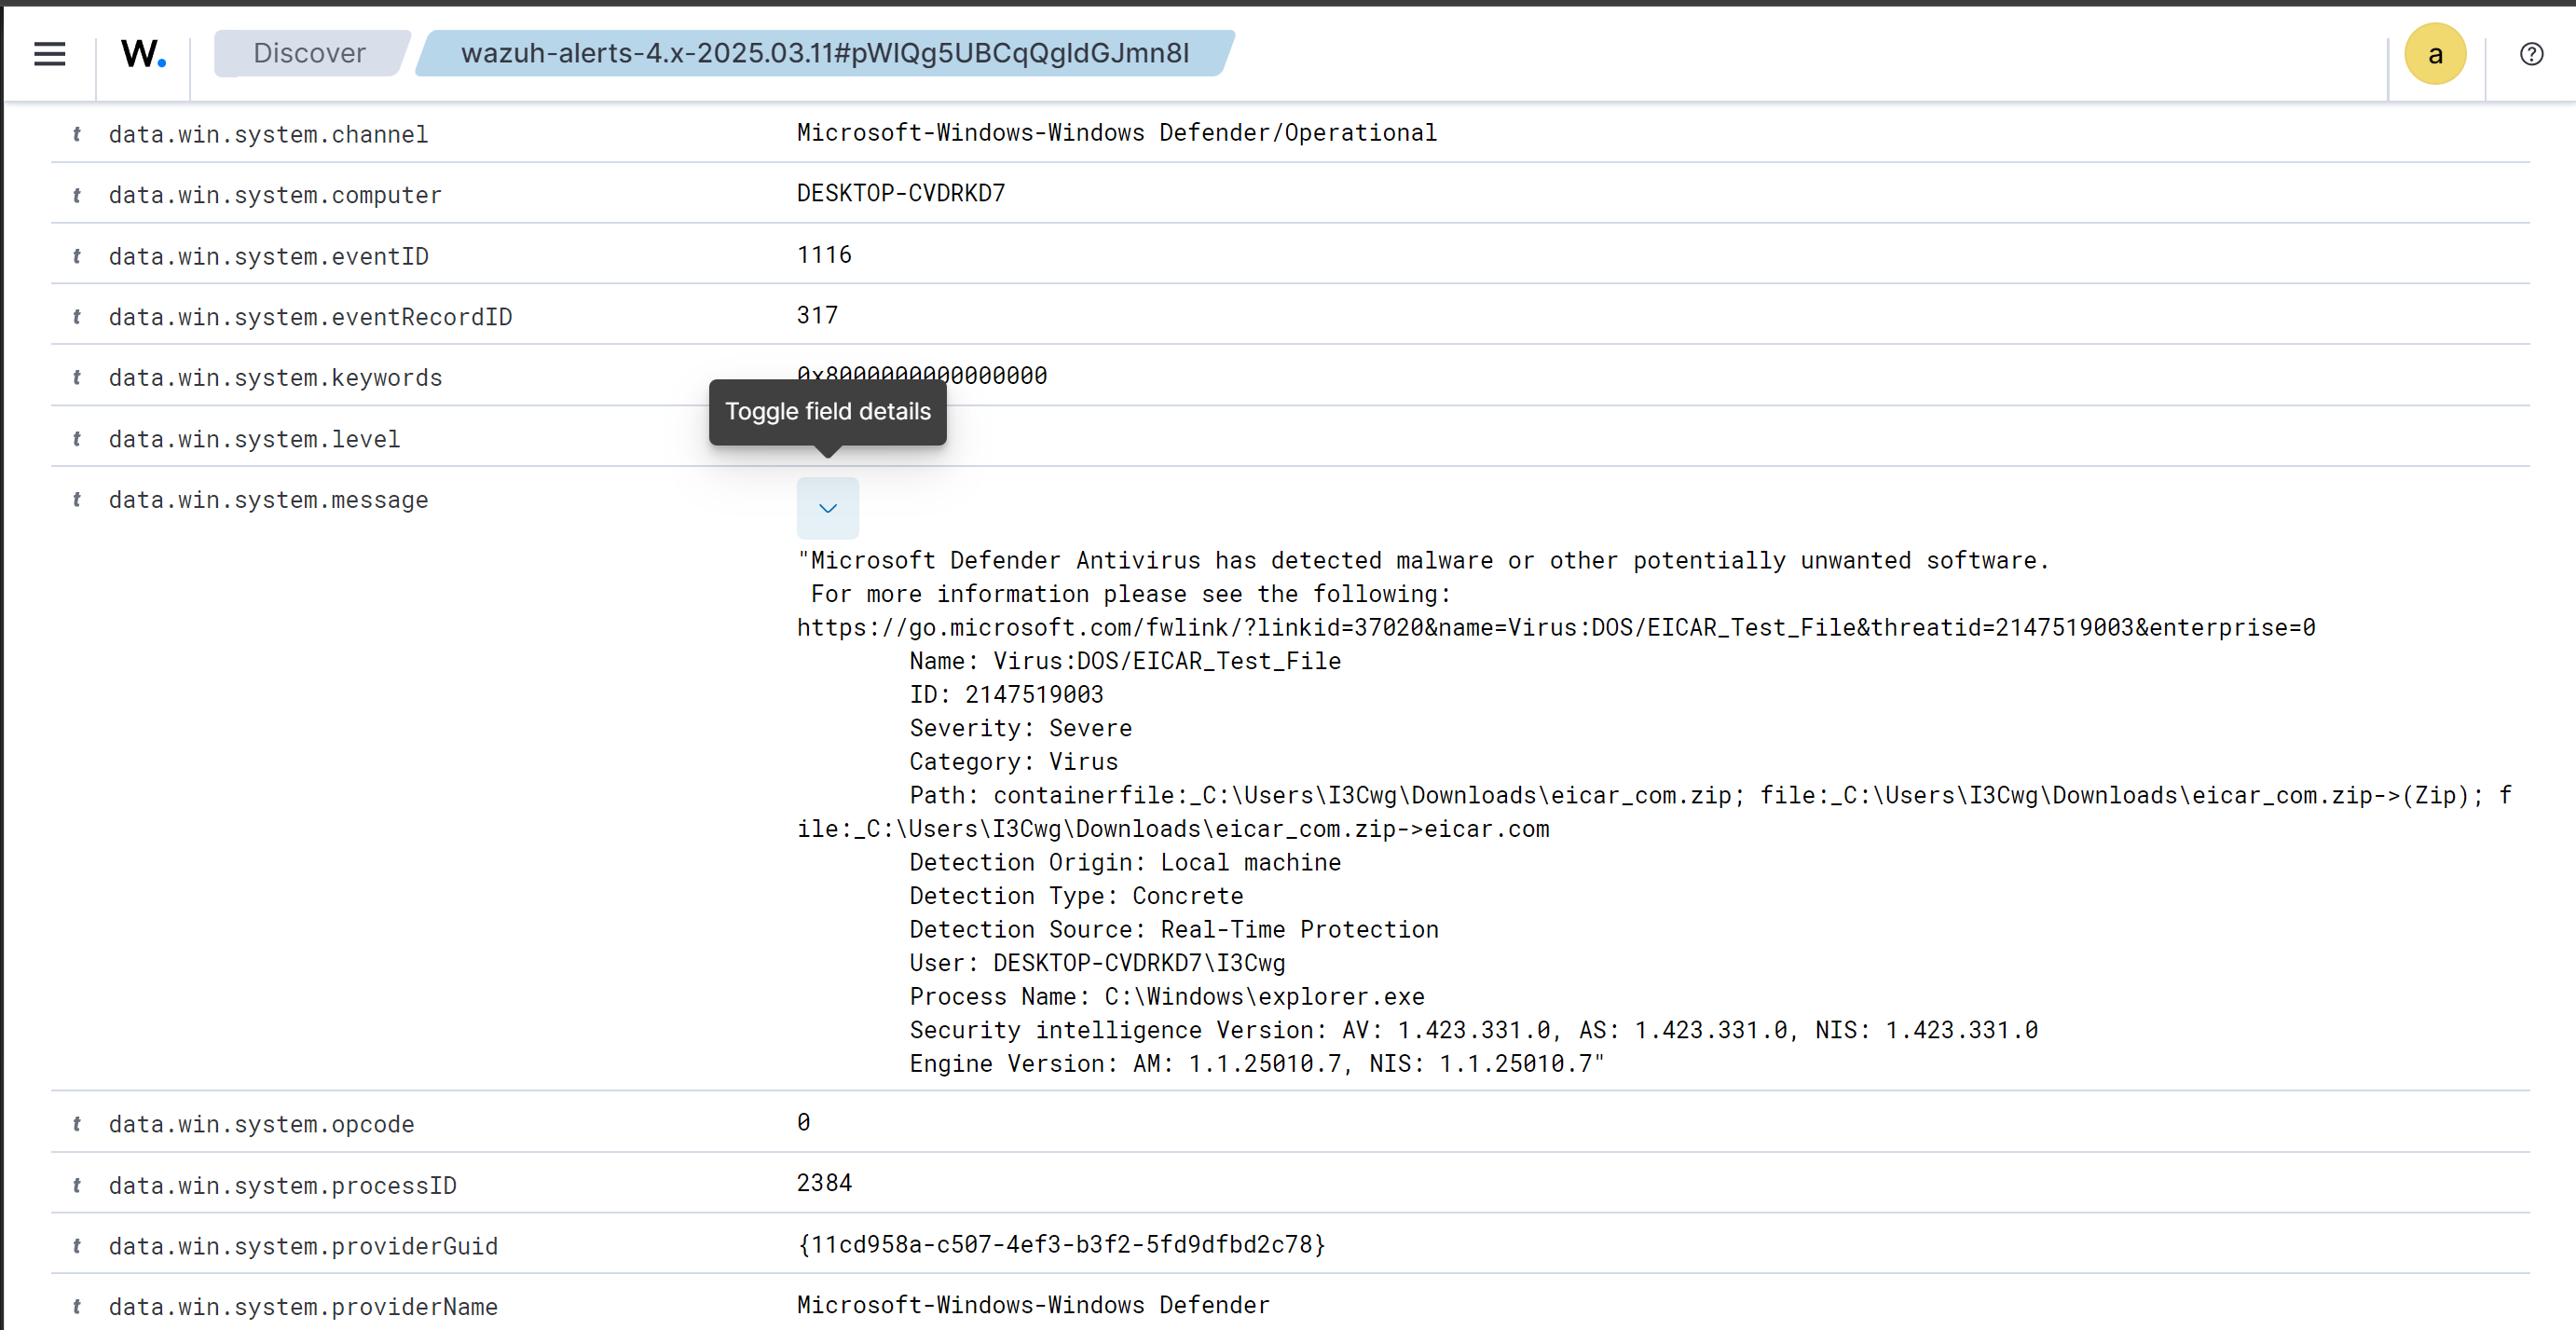 W. Discover wazuh-alerts-4.x-2025.03.11#pWIQg5UBCqQgIdGJmn8I a ?
t data.win.system.channel Microsoft-Windows-Windows Defender/Operational
t data.win.system.computer DESKTOP-CVDRKD7
t data.win.system.eventID 1116
t data.win.system.eventRecordID 317
t data.win.system.keywords 0x8000000000000000
Toggle field details
t data.win.system.level
t data.win.system.message
"Microsoft Defender Antivirus has detected malware or other potentially unwanted software.
For more information please see the following:
https://go.microsoft.com/fwlink/?linkid=37020&name=Virus:DOS/EICAR_Test_File&threatid=2147519003&enterprise=0
Name: Virus:DOS/EICAR_Test_File
ID: 2147519003
Severity: Severe
Category: Virus
Path: containerfile:_C:\Users\I3Cwg\Downloads\eicar_com.zip; file:_C:\Users\I3Cwg\Downloads\eicar_com.zip->(Zip); f
ile:_C:\Users\I3Cwg\Downloads\eicar_com.zip->eicar.com
Detection Origin: Local machine
Detection Type: Concrete
Detection Source: Real-Time Protection
User: DESKTOP-CVDRKD7\I3Cwg
Process Name: C:\Windows\explorer.exe
Security intelligence Version: AV: 1.423.331.0, AS: 1.423.331.0, NIS: 1.423.331.0
Engine Version: AM: 1.1.25010.7, NIS: 1.1.25010.7"
t data.win.system.opcode 0
t data.win.system.processID 2384
t data.win.system.providerGuid {11cd958a-c507-4ef3-b3f2-5fd9dfbd2c78}
t data.win.system.providerName Microsoft-Windows-Windows Defender